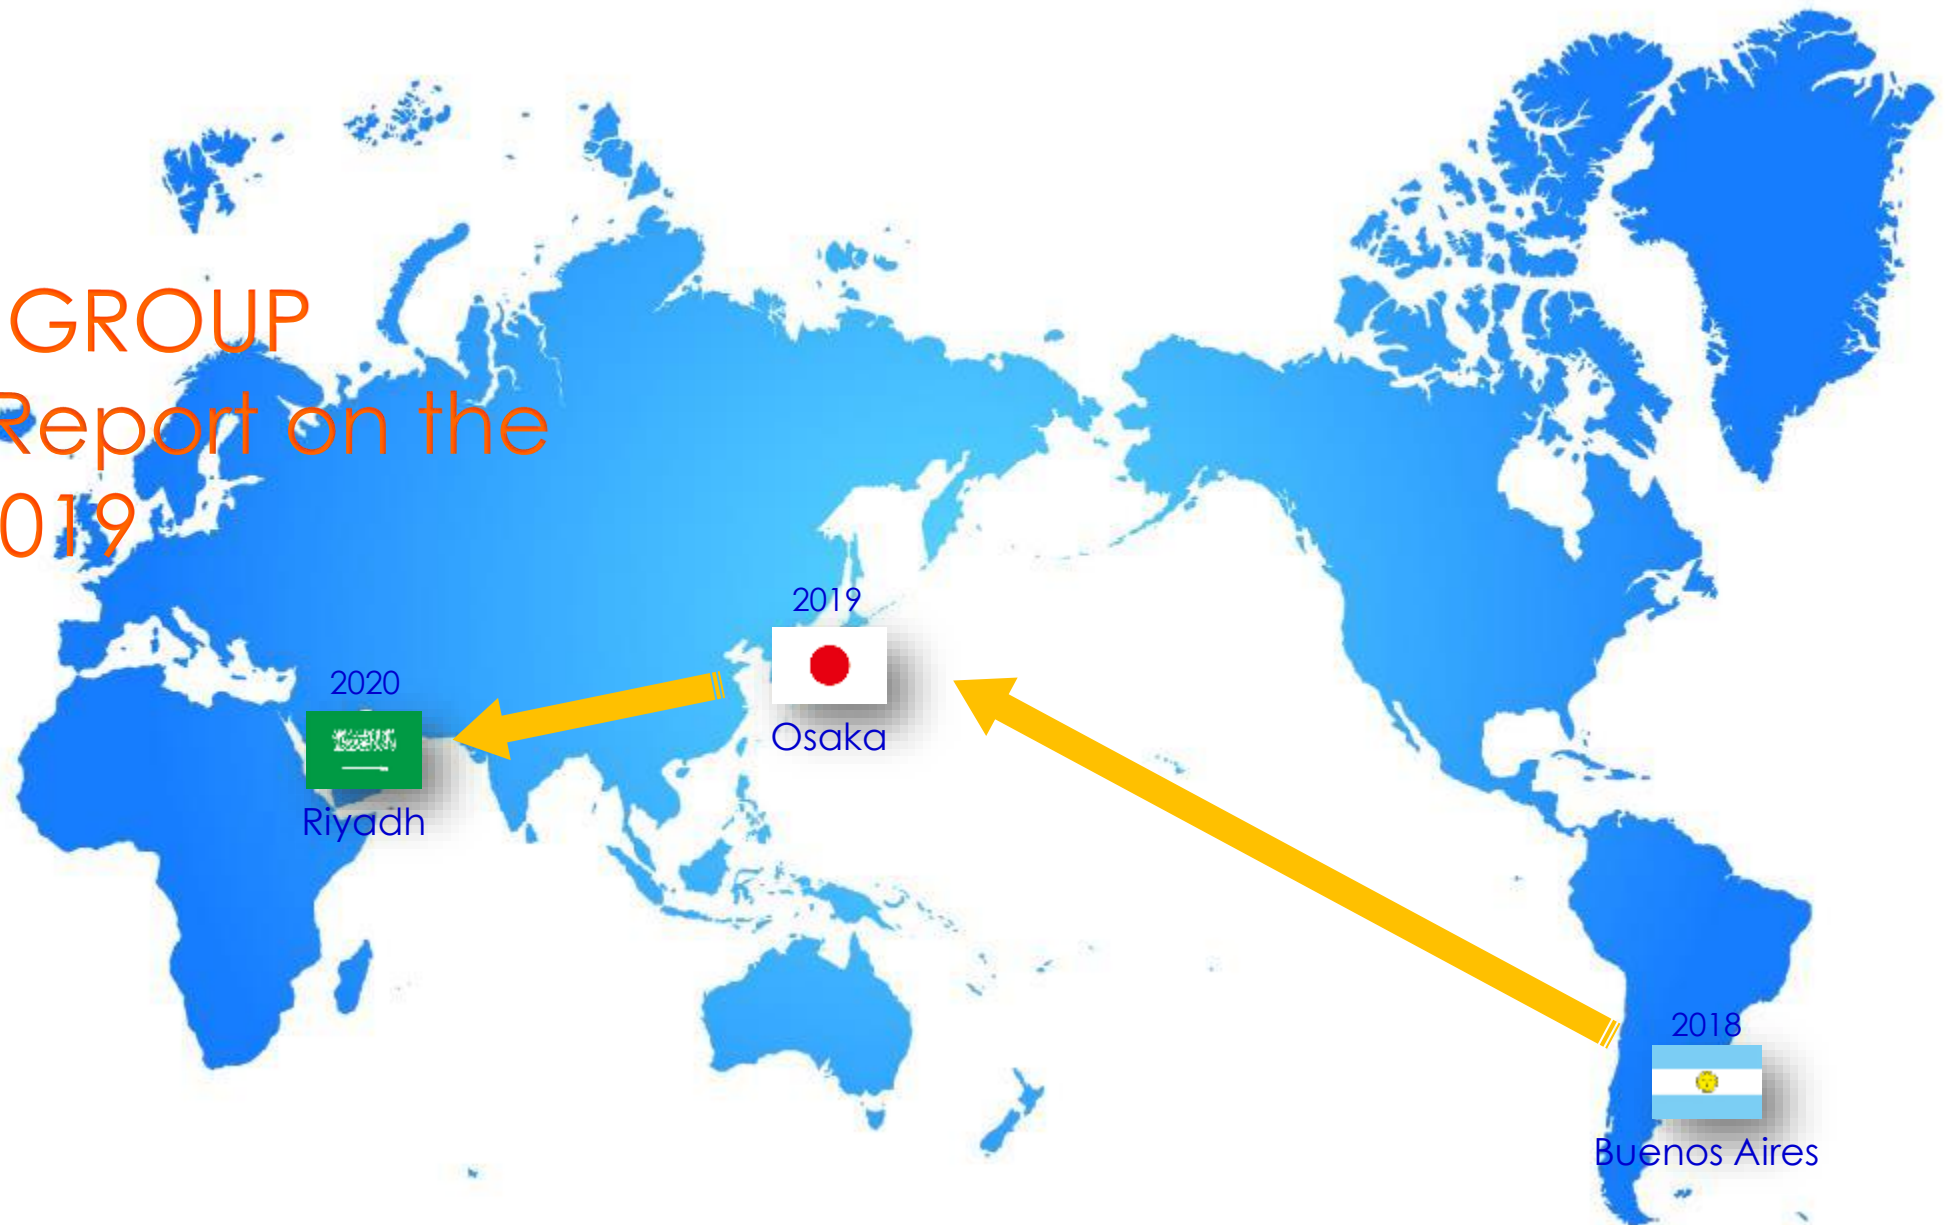 GROUP
Report on the
019
2019
Osaka
2020
Riyadh
2018
Buenos Aires